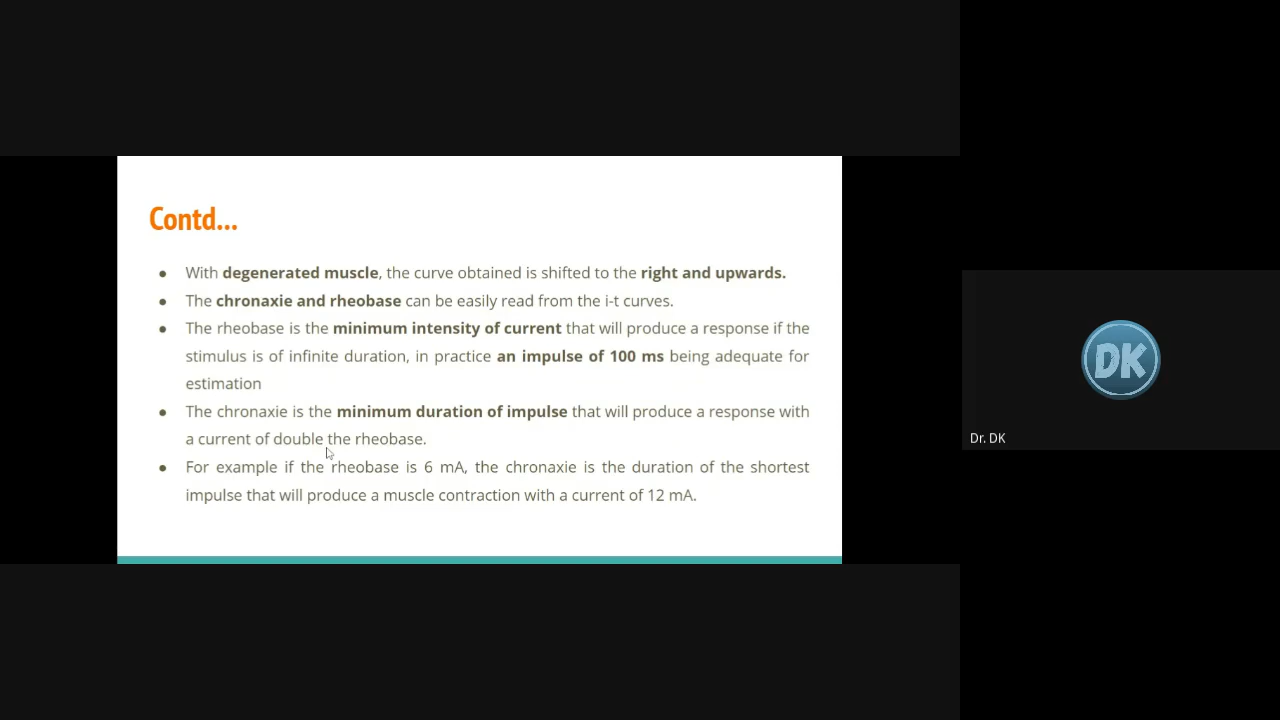 Contd...
● With degenerated muscle, the curve obtained is shifted to the right and upwards.
● The chronaxie and rheobase can be easily read from the i-t curves.
● The rheobase is the minimum intensity of current that will produce a response if the
stimulus is of infinite duration, in practice an impulse of 100 ms being adequate for
estimation
● The chronaxie is the minimum duration of impulse that will produce a response with
a current of double the rheobase.
● For example if the rheobase is 6 mA, the chronaxie is the duration of the shortest
impulse that will produce a muscle contraction with a current of 12 mA.
DK
Dr. DK